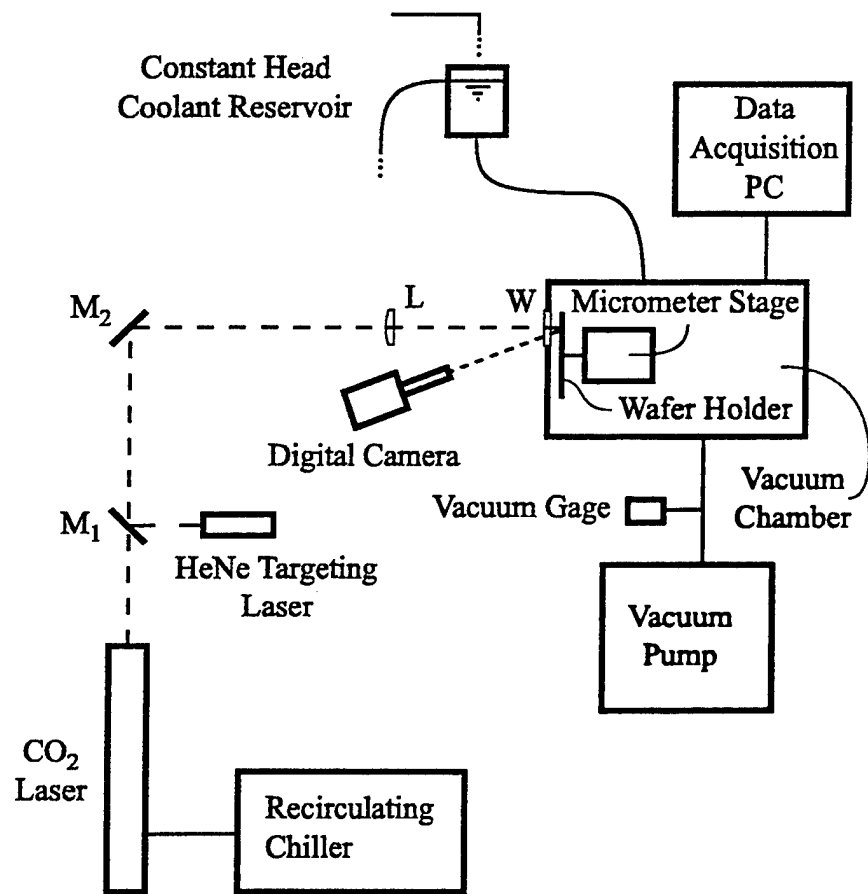 Constant Head
Coolant Reservoir
Data
Acquisition
PC
M2
L
W
Micrometer Stage
Wafer Holder
Digital Camera
Vacuum Gage
Vacuum
Chamber
M1
HeNe Targeting
Laser
Vacuum
Pump
CO2
Laser
Recirculating
Chiller